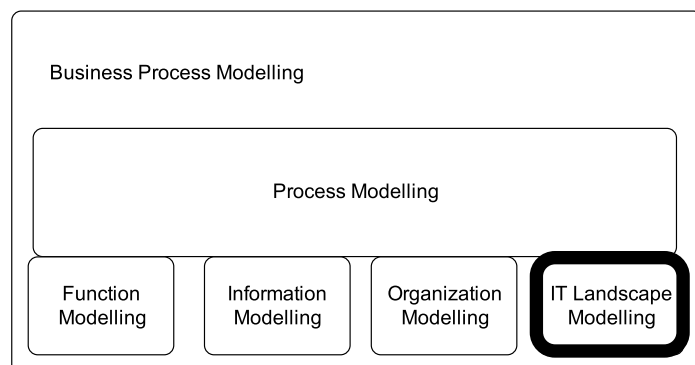 Business Process Modelling
Process Modelling
Function
Modelling
Information
Modelling
Organization
Modelling
IT Landscape
Modelling